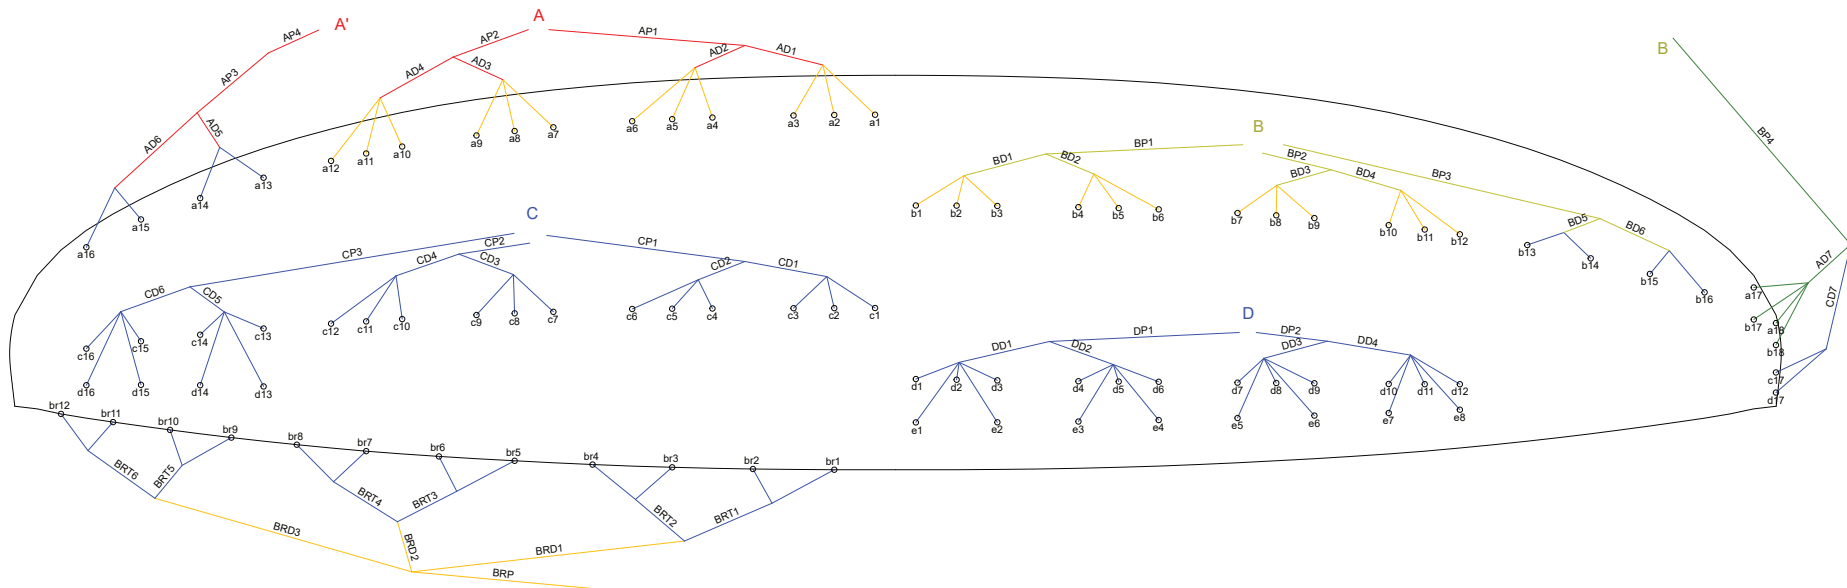 A' A B
AP4 AP2 AP1
AP3 AD4 AD3 AD2 AD1
AD6 AD5
a6 a5 a4 a3 a2 a1
a12 a11 a10 a9 a8 a7
a16 a15 a14 a13
B
BP4
BP1 BP2 BP3
BD1 BD2 BD3 BD4
BD5 BD6
b1 b2 b3 b4 b5 b6
b7 b8 b9 b10 b11 b12
b13 b14 b15 b16
AD7
CD7
a17
b17 a18
b18
c17
d17
C
CP3 CP2 CP1
CD6 CD5 CD4 CD3 CD2 CD1
c12 c11 c10 c9 c8 c7 c6 c5 c4 c3 c2 c1
c16 c15 c14 c13
d16 d15 d14 d13
D
DP1 DP2
DD1 DD2 DD3 DD4
d1 d2 d3 d4 d5 d6 d7 d8 d9 d10 d11 d12
e1 e2 e3 e4 e5 e6 e7 e8
br12 br11 br10 br9 br8 br7 br6 br5 br4 br3 br2 br1
BRT6 BRT5 BRT4 BRT3 BRT2 BRT1
BRD3 BRD2 BRD1
BRP